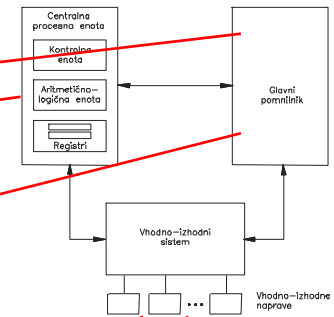 Centralna
procesna enota
Kontrolna
enota
Aritmetično-
logična enota
Registri
Glavni
pomnilnik
Vhodno-izhodni
sistem
Vhodno-izhodne
naprave